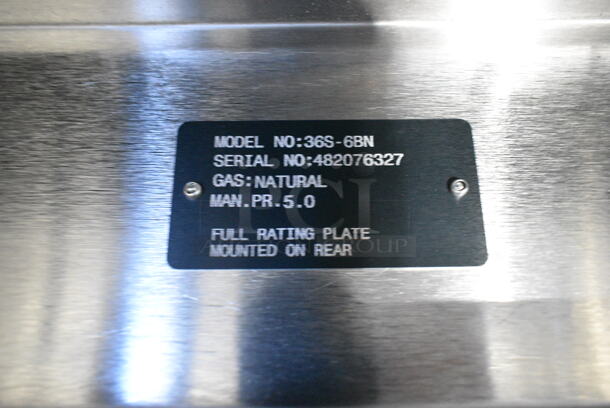 MODEL NO:36S-6BN
SERIAL NO:482076327
GAS:NATURAL
MAN.PR.5.0
FULL RATING PLATE
MOUNTED ON REAR